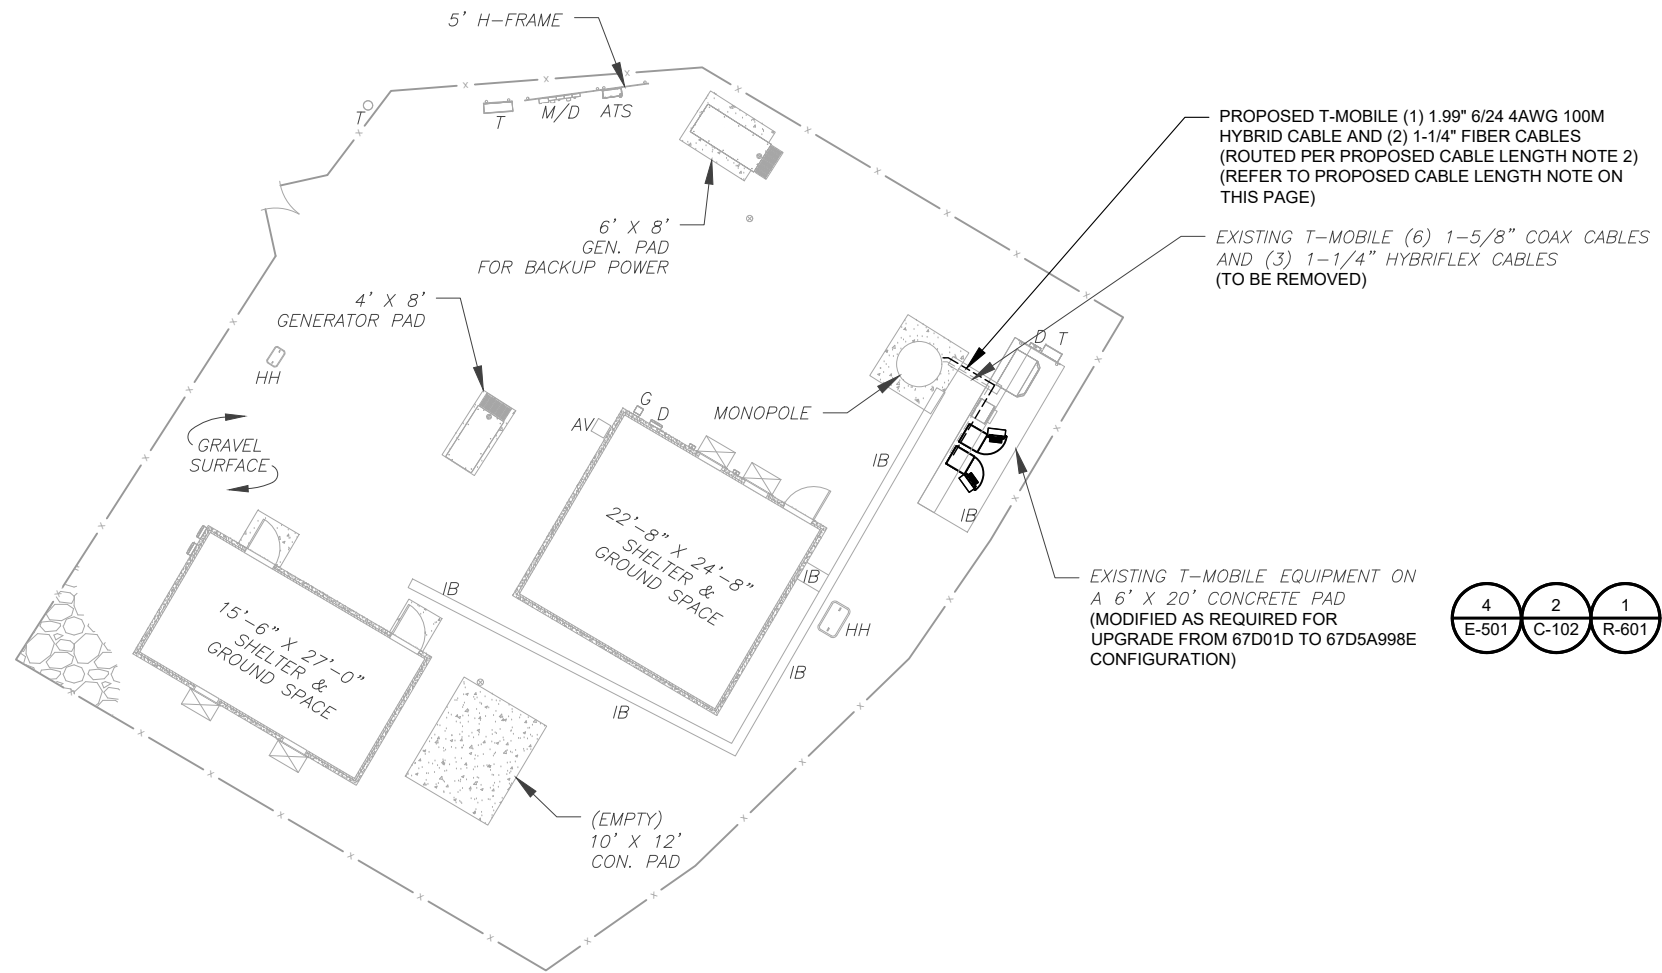 5' H-FRAME
T
T
M/D
ATS
6' X 8'
GEN. PAD
FOR BACKUP POWER
4' X 8'
GENERATOR PAD
HH
GRAVEL
SURFACE
MONOPOLE
G
D
AV
D T
PROPOSED T-MOBILE (1) 1.99" 6/24 4AWG 100M
HYBRID CABLE AND (2) 1-1/4" FIBER CABLES
(ROUTED PER PROPOSED CABLE LENGTH NOTE 2)
(REFER TO PROPOSED CABLE LENGTH NOTE ON
THIS PAGE)
EXISTING T-MOBILE (6) 1-5/8" COAX CABLES
AND (3) 1-1/4" HYBRIFLEX CABLES
(TO BE REMOVED)
IB
IB
22'-8" X 24'-8"
SHELTER &
GROUND SPACE
IB
IB
HH
IB
IB
15'-6" X 27'-0"
SHELTER &
GROUND SPACE
EXISTING T-MOBILE EQUIPMENT ON
A 6' X 20' CONCRETE PAD
(MODIFIED AS REQUIRED FOR
UPGRADE FROM 67D01D TO 67D5A998E
CONFIGURATION)
4
E-501
2
C-102
1
R-601
(EMPTY)
10' X 12'
CON. PAD
x x x x x x x x x x x x x x x x x x x x x x x x x x x x